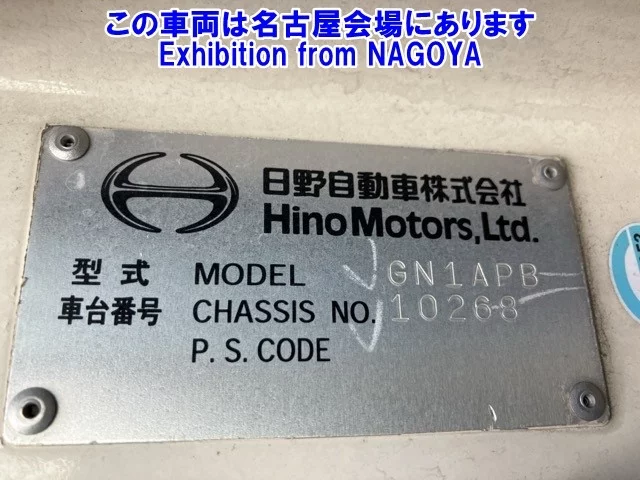 この車両は名古屋会場にあります
Exhibition from NAGOYA
日野自動車株式会社
Hino Motors, Ltd.
型式 MODEL GN1APB
車台番号 CHASSIS NO. 10268
P. S. CODE